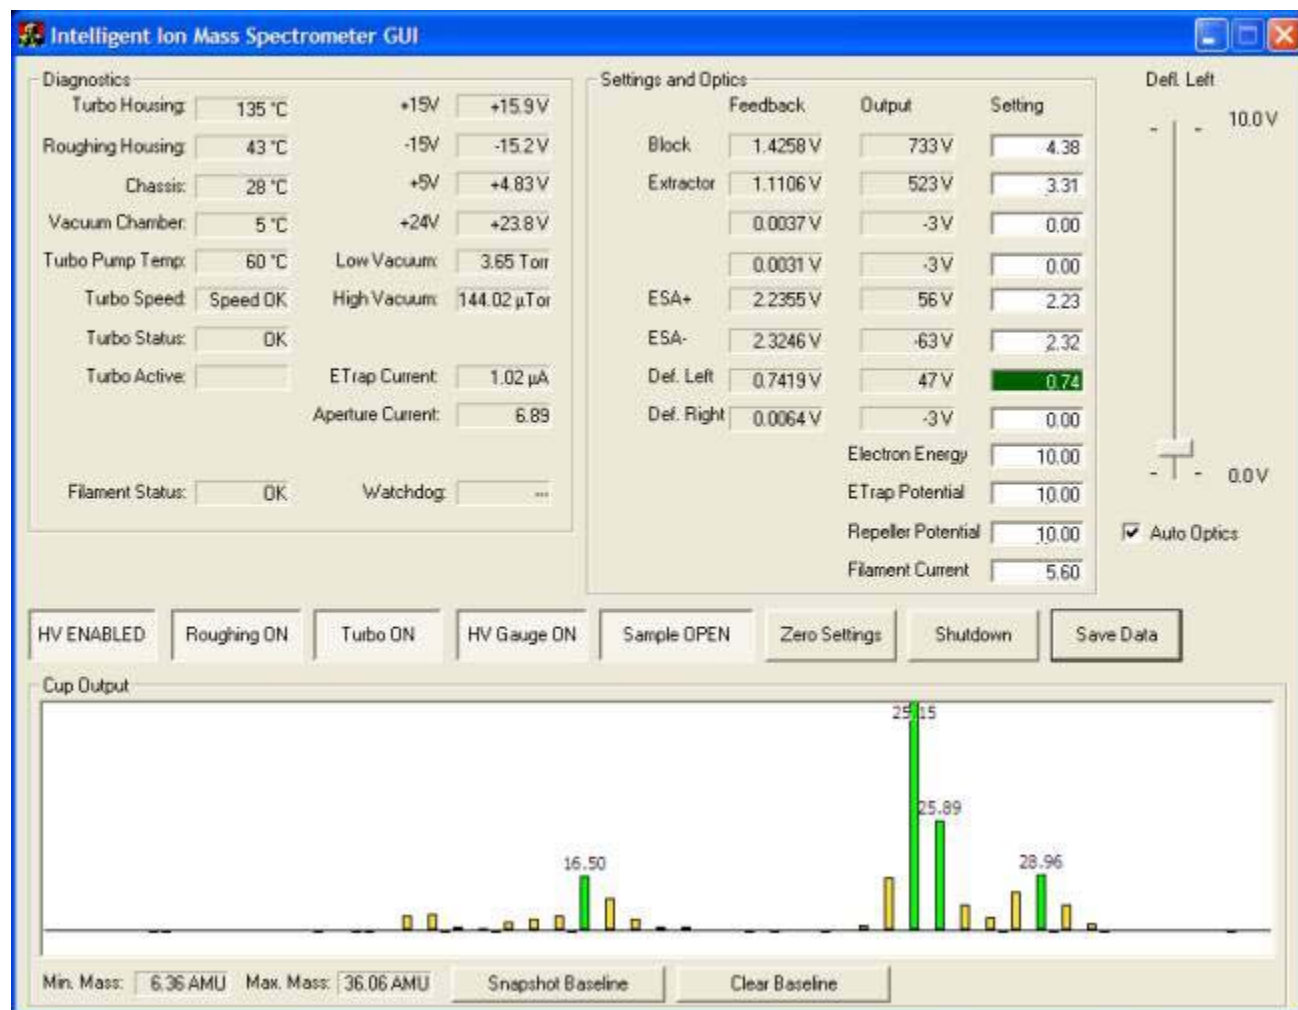 Intelligent Ion Mass Spectrometer GUI
Diagnostics
Turbo Housing: 135 °C +15V +15.9 V
Roughing Housing: 43 °C -15V -15.2 V
Chassis: 28 °C +5V +4.83 V
Vacuum Chamber: 5 °C +24V +23.8 V
Turbo Pump Temp: 60 °C Low Vacuum: 3.65 Torr
Turbo Speed: Speed OK High Vacuum: 144.02 µTor
Turbo Status: OK
Turbo Active: ETrap Current: 1.02 µA
Aperture Current: 6.89
Filament Status: OK Watchdog: ---
Settings and Optics
Feedback Output Setting
Block 1.4258 V 733 V 4.38
Extractor 1.1106 V 523 V 3.31
0.0037 V -3 V 0.00
0.0031 V -3 V 0.00
ESA+ 2.2355 V 56 V 2.23
ESA- 2.3246 V -63 V 2.32
Def. Left 0.7419 V 47 V 0.74
Def. Right 0.0064 V -3 V 0.00
Electron Energy 10.00
ETrap Potential 10.00
Repeller Potential 10.00
Filament Current 5.60
Defl. Left
10.0 V
0.0 V
Auto Optics
HV ENABLED Roughing ON Turbo ON HV Gauge ON Sample OPEN Zero Settings Shutdown Save Data
Cup Output
25.15
25.89
16.50
28.96
Min. Mass: 6.36 AMU Max. Mass: 36.06 AMU Snapshot Baseline Clear Baseline